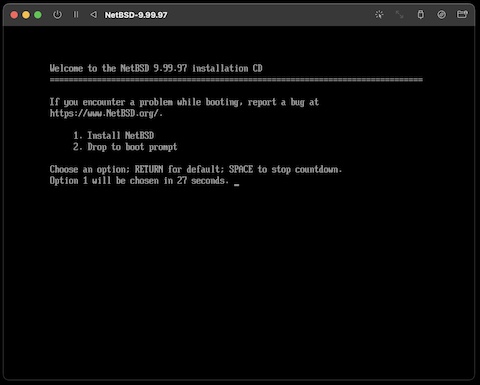 NetBSD-9.99.97
Welcome to the NetBSD 9.99.97 installation CD
================================================================================
If you encounter a problem while booting, report a bug at
https://www.NetBSD.org/.
1. Install NetBSD
2. Drop to boot prompt
Choose an option; RETURN for default; SPACE to stop countdown.
Option 1 will be chosen in 27 seconds. _